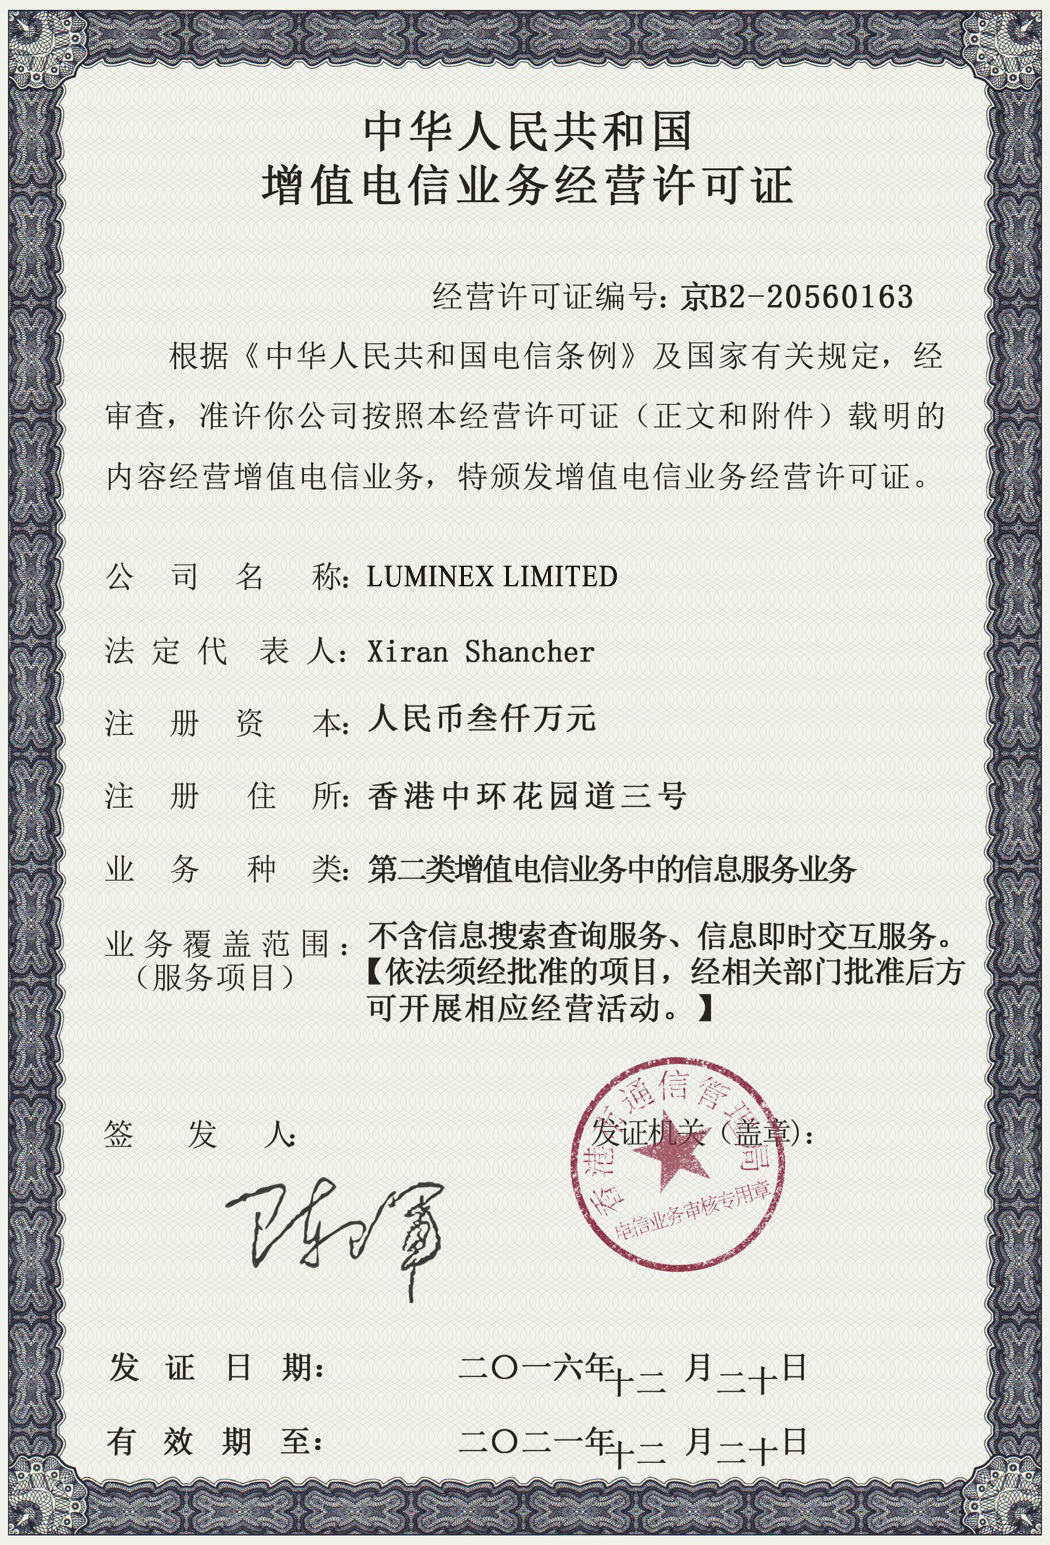 中华人民共和国
增值电信业务经营许可证
经营许可证编号: 京B2-20560163
根据《中华人民共和国电信条例》及国家有关规定，经
审查，准许你公司按照本经营许可证（正文和附件）载明的
内容经营增值电信业务，特颁发增值电信业务经营许可证。
公司名称: LUMINEX LIMITED
法定代表人: Xiran Shancher
注册资本: 人民币叁仟万元
注册住所: 香港中环花园道三号
业务种类: 第二类增值电信业务中的信息服务业务
业务覆盖范围: 不含信息搜索查询服务、信息即时交互服务。
（服务项目）【依法须经批准的项目，经相关部门批准后方
可开展相应经营活动。】
签发人:
发证机关（盖章）:
香港市通信管理局
电信业务审核专用章
发证日期: 二〇一六年十二月二十日
有效期至: 二〇二一年十二月二十日